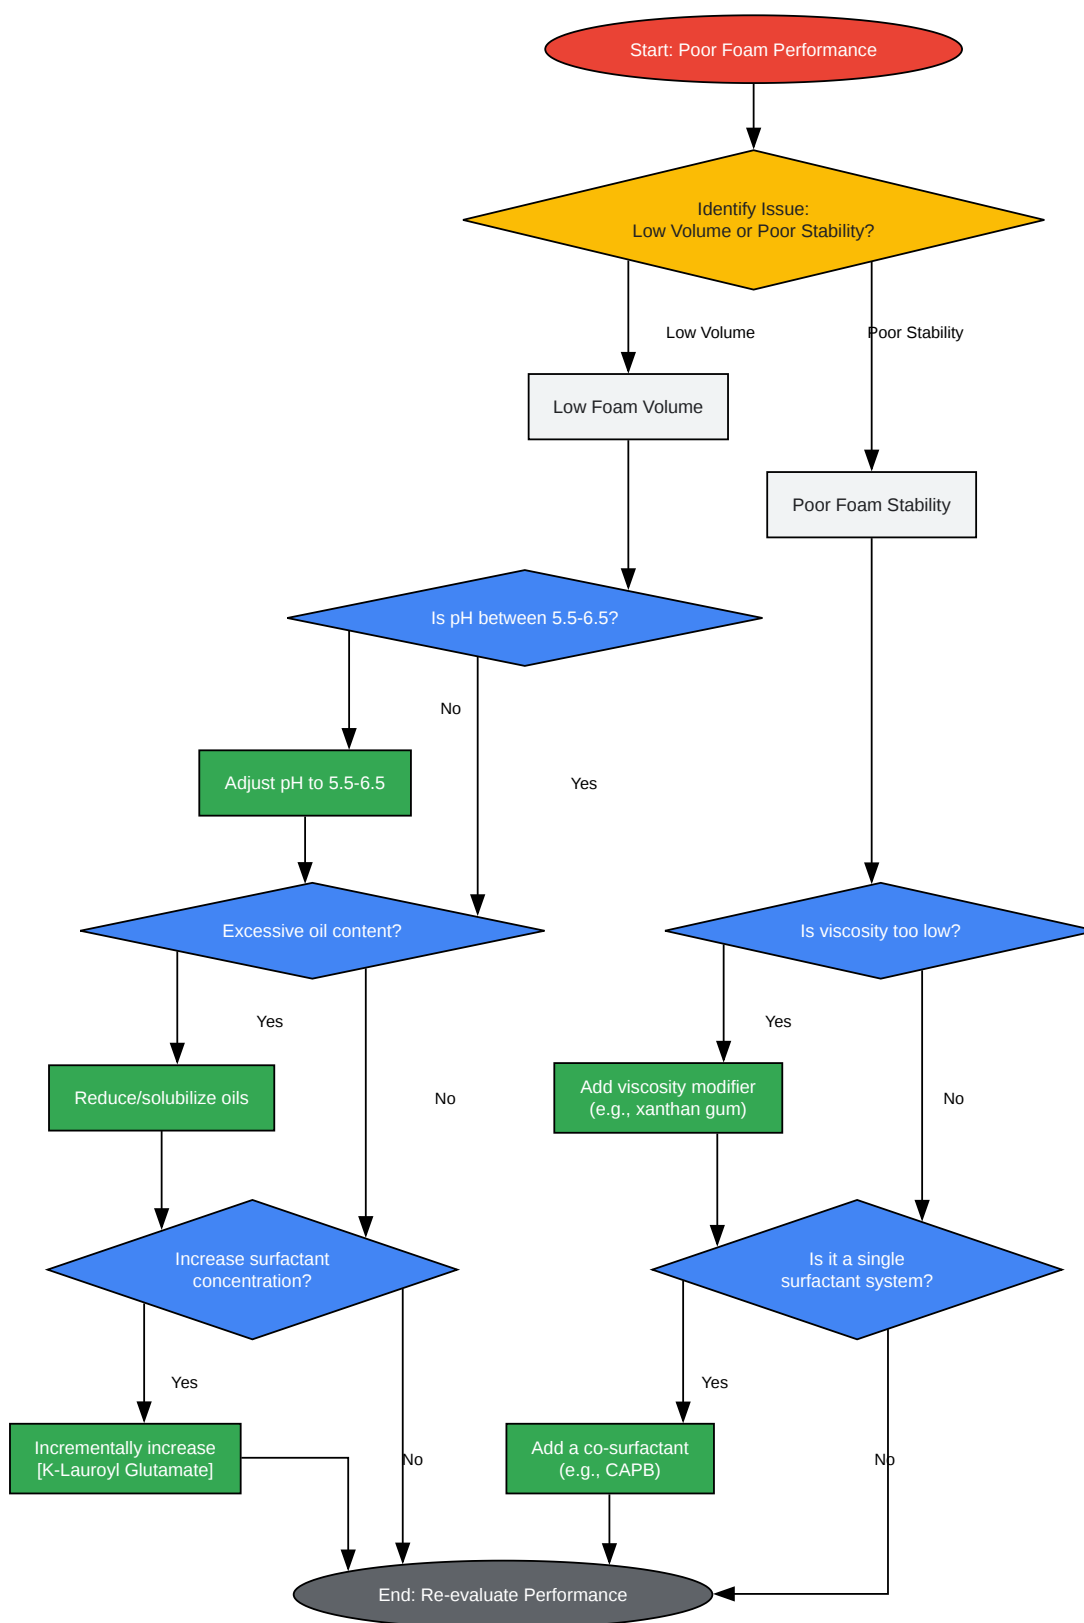 Start: Poor Foam Performance
Identify Issue:
Low Volume or Poor Stability?
Low Volume
Poor Stability
Low Foam Volume
Poor Foam Stability
Is pH between 5.5-6.5?
No
Yes
Adjust pH to 5.5-6.5
Excessive oil content?
Is viscosity too low?
Yes
Yes
Reduce/solubilize oils
No
Add viscosity modifier
(e.g., xanthan gum)
No
Increase surfactant
concentration?
Is it a single
surfactant system?
Yes
Yes
Incrementally increase
[K-Lauroyl Glutamate]
No
Add a co-surfactant
(e.g., CAPB)
No
End: Re-evaluate Performance